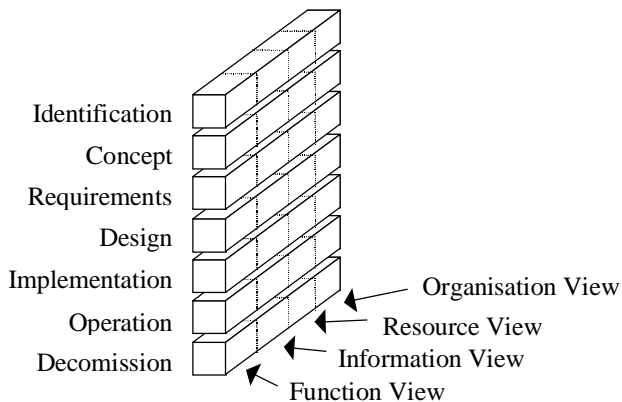 Identification
Concept
Requirements
Design
Implementation
Operation
Decomission
Organisation View
Resource View
Information View
Function View